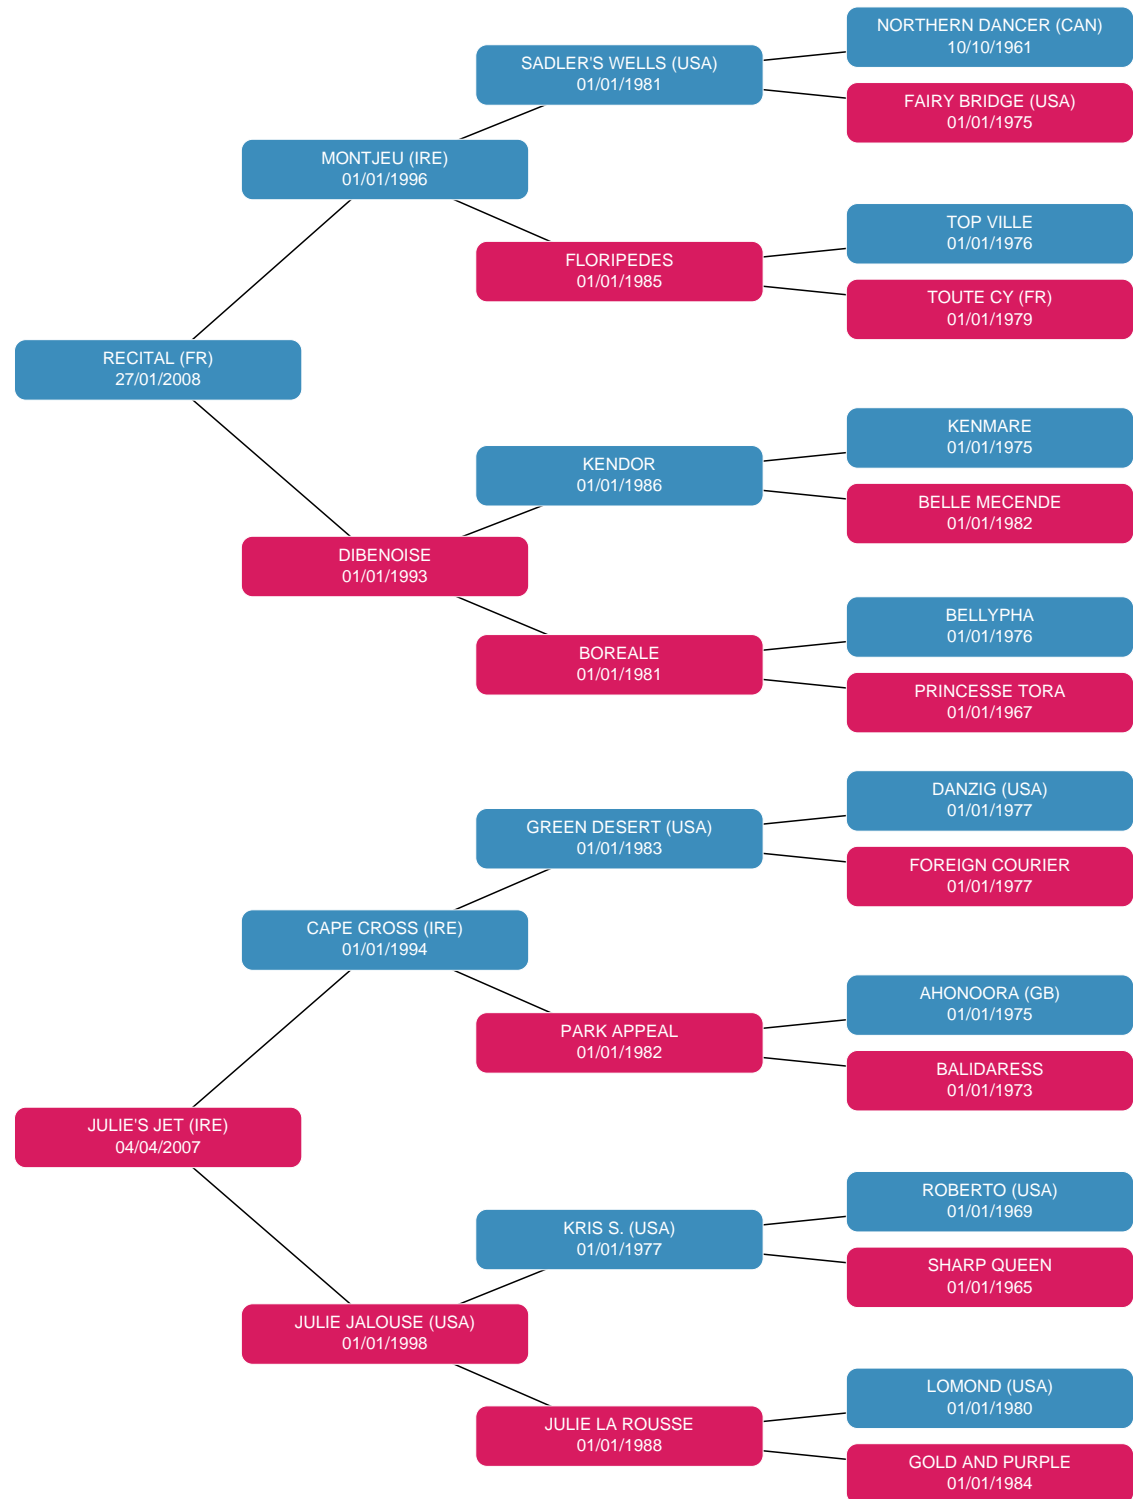 NORTHERN DANCER (CAN)
10/10/1961
SADLER'S WELLS (USA)
01/01/1981
FAIRY BRIDGE (USA)
01/01/1975
MONTJEU (IRE)
01/01/1996
TOP VILLE
01/01/1976
FLORIPEDES
01/01/1985
TOUTE CY (FR)
01/01/1979
RECITAL (FR)
27/01/2008
KENMARE
01/01/1975
KENDOR
01/01/1986
BELLE MECENDE
01/01/1982
DIBENOISE
01/01/1993
BELLYPHA
01/01/1976
BOREALE
01/01/1981
PRINCESSE TORA
01/01/1967
DANZIG (USA)
01/01/1977
GREEN DESERT (USA)
01/01/1983
FOREIGN COURIER
01/01/1977
CAPE CROSS (IRE)
01/01/1994
AHONOORA (GB)
01/01/1975
PARK APPEAL
01/01/1982
BALIDARESS
01/01/1973
JULIE'S JET (IRE)
04/04/2007
ROBERTO (USA)
01/01/1969
KRIS S. (USA)
01/01/1977
SHARP QUEEN
01/01/1965
JULIE JALOUSE (USA)
01/01/1998
LOMOND (USA)
01/01/1980
JULIE LA ROUSSE
01/01/1988
GOLD AND PURPLE
01/01/1984